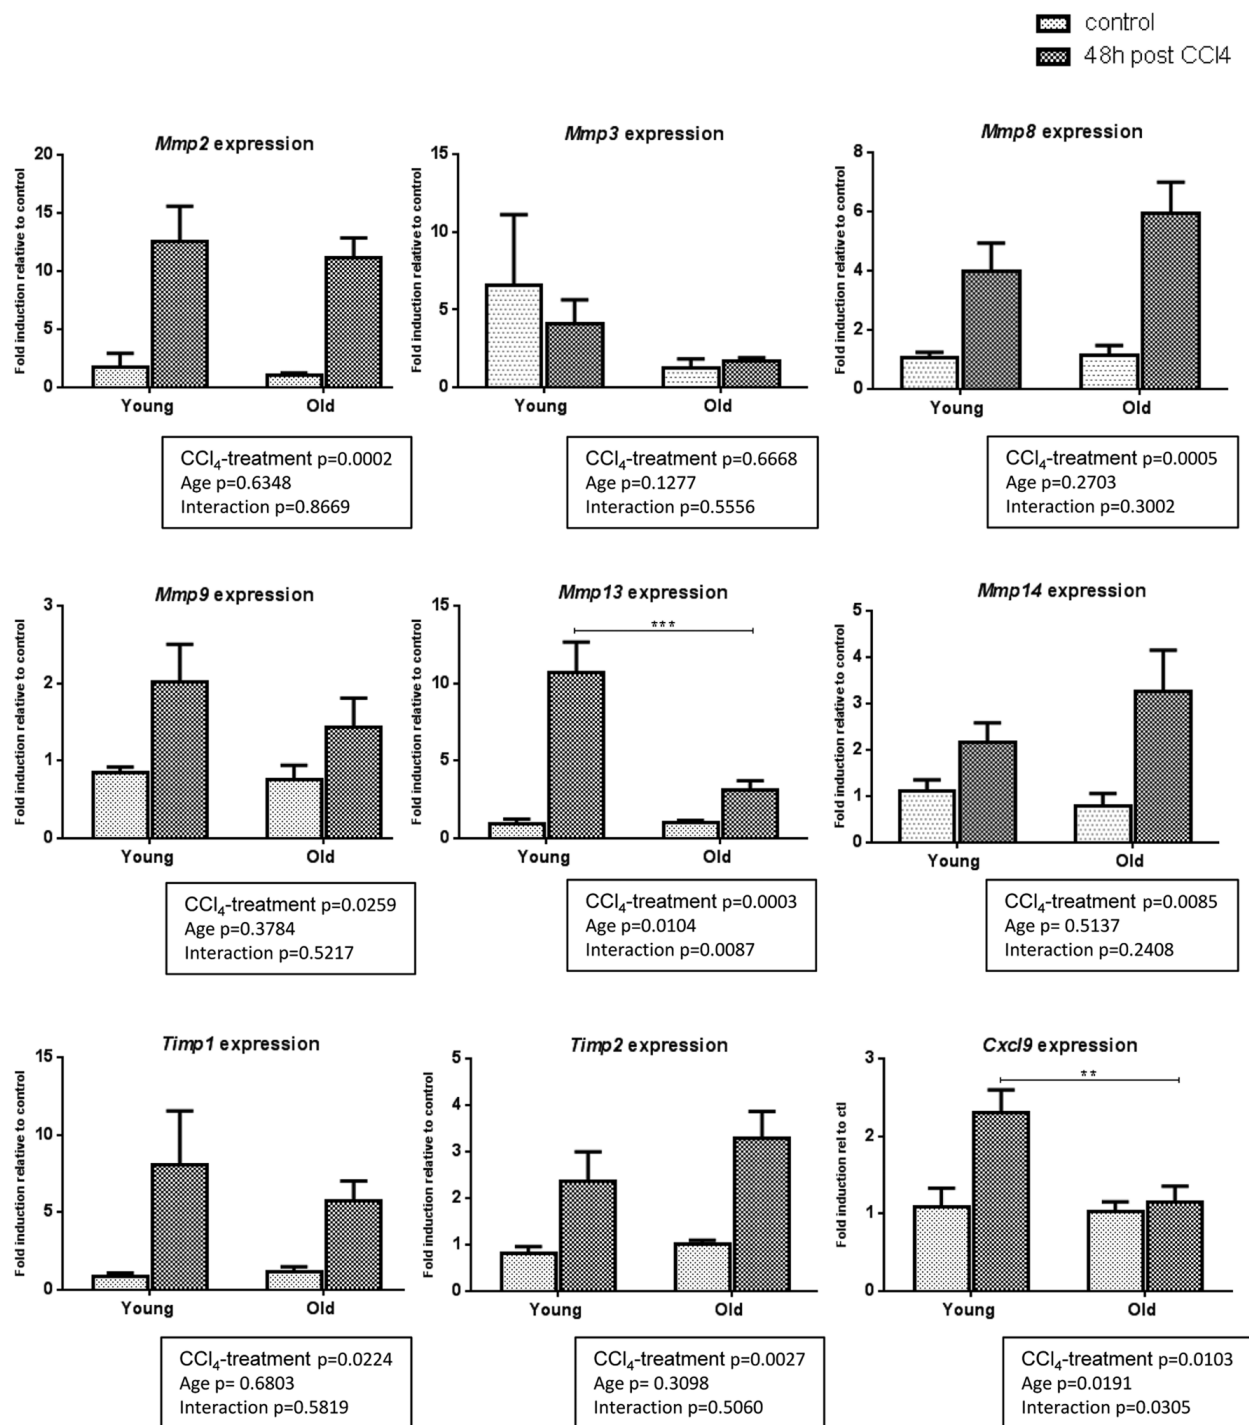 control
48h post CCl4
Mmp2 expression
Fold induction relative to control
20
15
10
5
0
Young Old
CCl₄-treatment p=0.0002
Age p=0.6348
Interaction p=0.8669
Mmp3 expression
Fold induction relative to control
15
10
5
0
Young Old
CCl₄-treatment p=0.6668
Age p=0.1277
Interaction p=0.5556
Mmp8 expression
Fold induction relative to control
8
6
4
2
0
Young Old
CCl₄-treatment p=0.0005
Age p=0.2703
Interaction p=0.3002
Mmp9 expression
Fold induction relative to control
3
2
1
0
Young Old
CCl₄-treatment p=0.0259
Age p=0.3784
Interaction p=0.5217
Mmp13 expression
Fold induction relative to control
15
10
5
0
***
Young Old
CCl₄-treatment p=0.0003
Age p=0.0104
Interaction p=0.0087
Mmp14 expression
Fold induction relative to control
5
4
3
2
1
0
Young Old
CCl₄-treatment p=0.0085
Age p= 0.5137
Interaction p=0.2408
Timp1 expression
Fold induction relative to control
15
10
5
0
Young Old
CCl₄-treatment p=0.0224
Age p= 0.6803
Interaction p=0.5819
Timp2 expression
Fold induction relative to control
5
4
3
2
1
0
Young Old
CCl₄-treatment p=0.0027
Age p= 0.3098
Interaction p=0.5060
Cxcl9 expression
Fold induction rel to ctl
3
2
1
0
**
Young Old
CCl₄-treatment p=0.0103
Age p=0.0191
Interaction p=0.0305